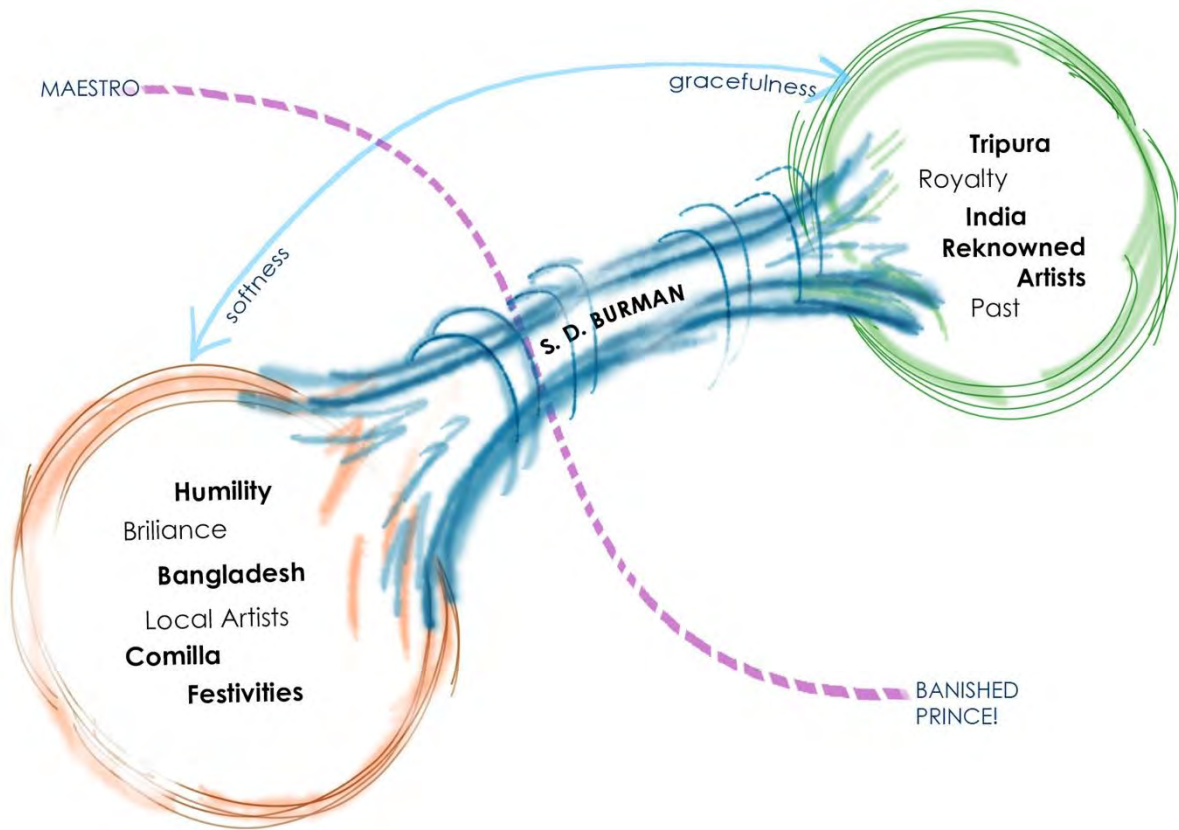 MAESTRO
gracefulness
softness
Tripura
Royalty
India
Reknowned
Artists
Past
S. D. BURMAN
Humility
Briliance
Bangladesh
Local Artists
Comilla
Festivities
BANISHED
PRINCE!